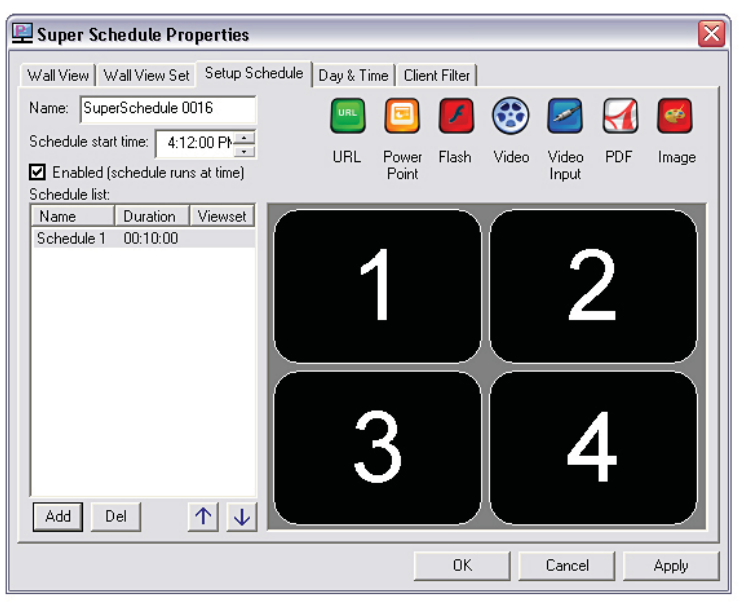 Super Schedule Properties
Wall View
Wall View Set
Setup Schedule
Day & Time
Client Filter
Name: SuperSchedule 0016
Schedule start time: 4:12:00 PM
Enabled (schedule runs at time)
Schedule list:
Name Duration Viewset
Schedule 1 00:10:00
Add Del
URL
URL
Power Point
Flash
Video
Video Input
PDF
Image
1
2
3
4
OK
Cancel
Apply